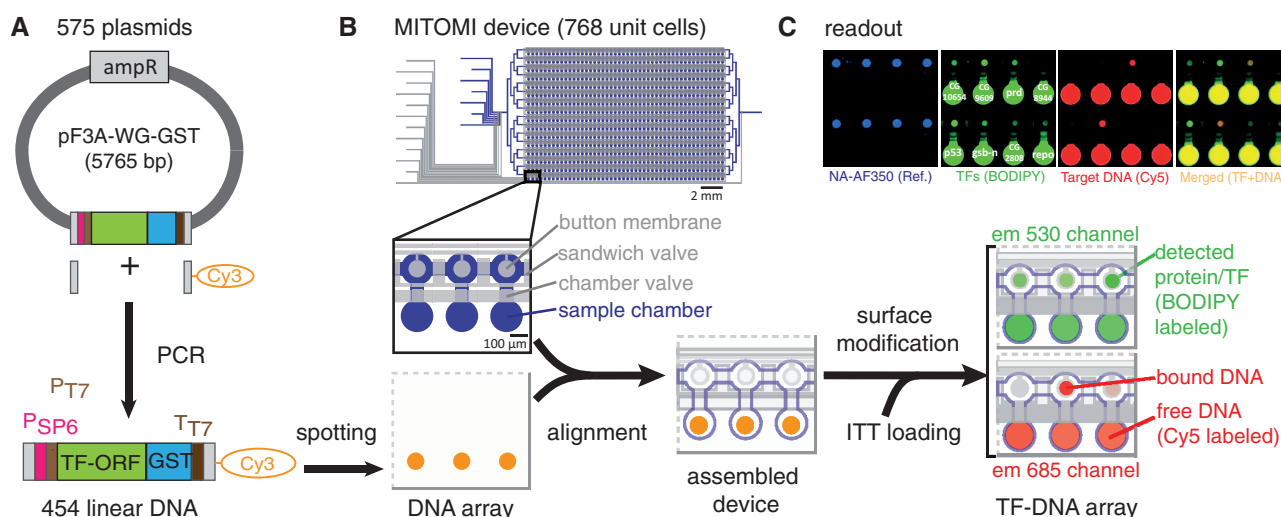 A
575 plasmids
ampR
pF3A-WG-GST
(5765 bp)
+
Cy3
PCR
PT7
PSP6
TT7
TF-ORF
GST
Cy3
454 linear DNA
spotting
B
MITOMI device (768 unit cells)
2 mm
button membrane
sandwich valve
chamber valve
sample chamber
100 µm
DNA array
alignment
assembled
device
surface
modification
ITT loading
C
readout
CG
10654
CG
9609
prd
CG
8944
p53
gsb-n
CG
2808
repo
NA-AF350 (Ref.)
TFs (BODIPY)
Target DNA (Cy5)
Merged (TF+DNA
em 530 channel
detected
protein/TF
(BODIPY
labeled)
bound DNA
free DNA
(Cy5 labeled)
em 685 channel
TF-DNA array